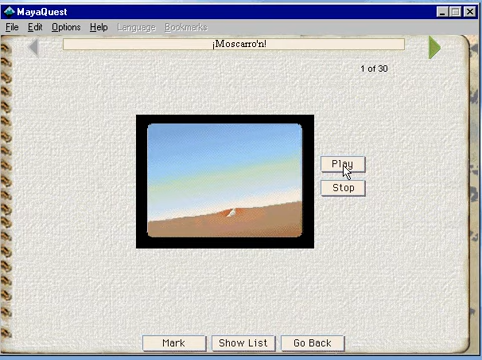 MayaQuest
File Edit Options Help Language Bookmarks
¡Moscarro'n!
1 of 30
Play
Stop
Mark Show List Go Back